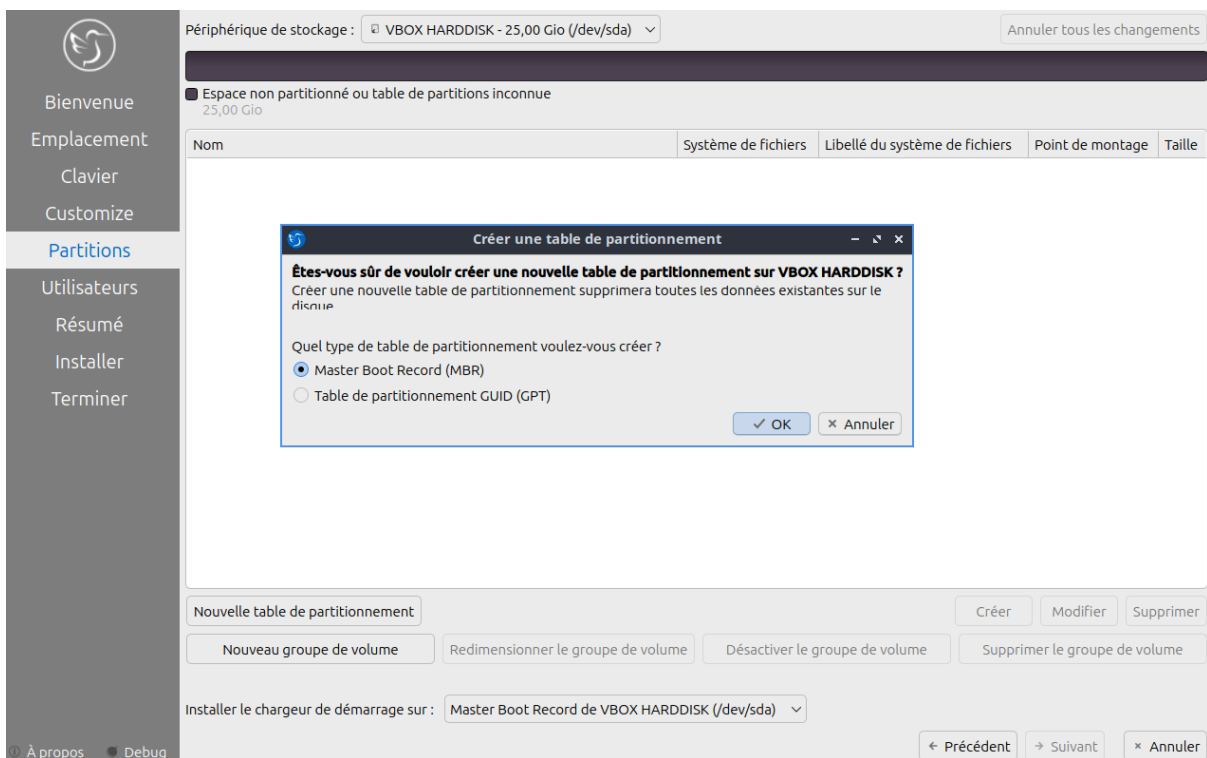 Périphérique de stockage : VBOX HARDDISK - 25,00 Gio (/dev/sda) Annuler tous les changements
Espace non partitionné ou table de partitions inconnue
25,00 Gio
Bienvenue
Emplacement
Clavier
Customize
Partitions
Utilisateurs
Résumé
Installer
Terminer
À propos Debug
Nom Système de fichiers Libellé du système de fichiers Point de montage Taille
Créer une table de partitionnement
Êtes-vous sûr de vouloir créer une nouvelle table de partitionnement sur VBOX HARDDISK ?
Créer une nouvelle table de partitionnement supprimera toutes les données existantes sur le
disque
Quel type de table de partitionnement voulez-vous créer ?
Master Boot Record (MBR)
Table de partitionnement GUID (GPT)
OK Annuler
Nouvelle table de partitionnement Créer Modifier Supprimer
Nouveau groupe de volume Redimensionner le groupe de volume Désactiver le groupe de volume Supprimer le groupe de volume
Installer le chargeur de démarrage sur : Master Boot Record de VBOX HARDDISK (/dev/sda)
Précédent Suivant Annuler